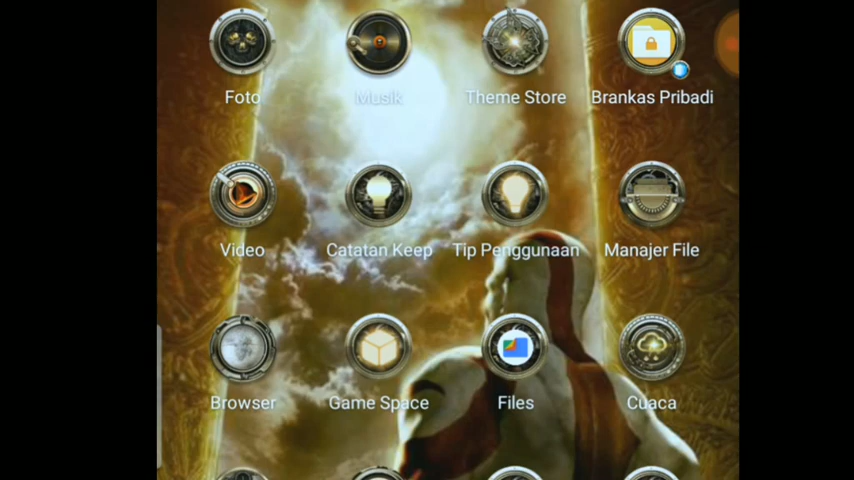 Foto
Musik
Theme Store
Brankas Pribadi
Video
Catatan Keep
Tip Penggunaan
Manajer File
Browser
Game Space
Files
Cuaca